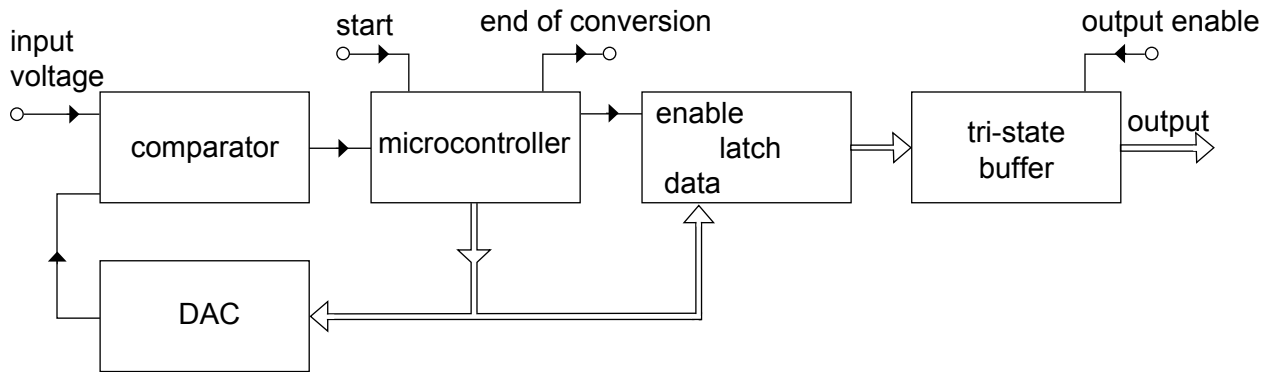 input
voltage
start
end of conversion
output enable
comparator
microcontroller
enable
latch
data
tri-state
buffer
output
DAC